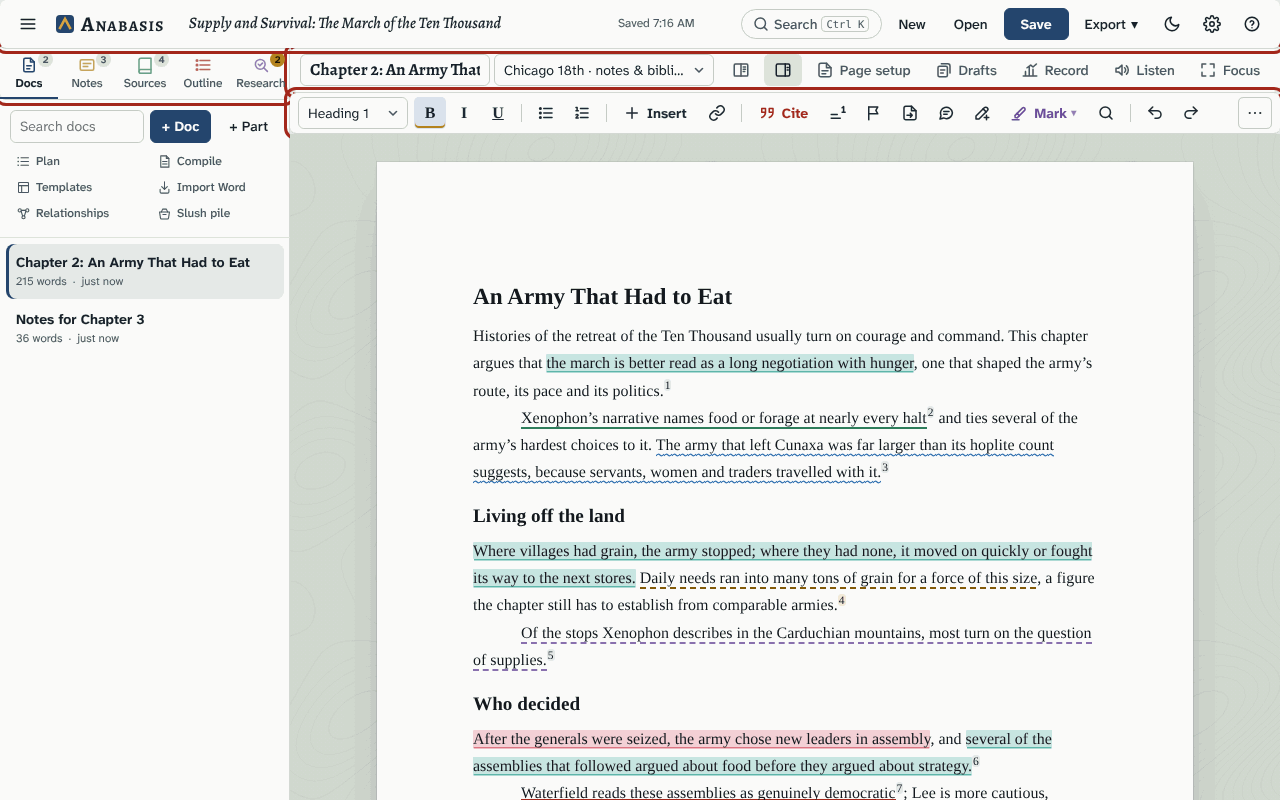 ANABASIS
Supply and Survival: The March of the Ten Thousand
Saved 7:16 AM
Search Ctrl K
New
Open
Save
Export ▾
Docs 2
Notes 3
Sources 4
Outline
Research 2
Chapter 2: An Army That
Chicago 18th · notes & bibli...
Page setup
Drafts
Record
Listen
Focus
Heading 1
B I U
Insert
Cite
Mark ▾
Search docs
+ Doc
+ Part
Plan
Compile
Templates
Import Word
Relationships
Slush pile
Chapter 2: An Army That Had to Eat
215 words · just now
Notes for Chapter 3
36 words · just now
An Army That Had to Eat
Histories of the retreat of the Ten Thousand usually turn on courage and command. This chapter
argues that the march is better read as a long negotiation with hunger, one that shaped the army’s
route, its pace and its politics.1
Xenophon’s narrative names food or forage at nearly every halt2 and ties several of the
army’s hardest choices to it. The army that left Cunaxa was far larger than its hoplite count
suggests, because servants, women and traders travelled with it.3
Living off the land
Where villages had grain, the army stopped; where they had none, it moved on quickly or fought
its way to the next stores. Daily needs ran into many tons of grain for a force of this size, a figure
the chapter still has to establish from comparable armies.4
Of the stops Xenophon describes in the Carduchian mountains, most turn on the question
of supplies.5
Who decided
After the generals were seized, the army chose new leaders in assembly, and several of the
assemblies that followed argued about food before they argued about strategy.6
Waterfield reads these assemblies as genuinely democratic7; Lee is more cautious,